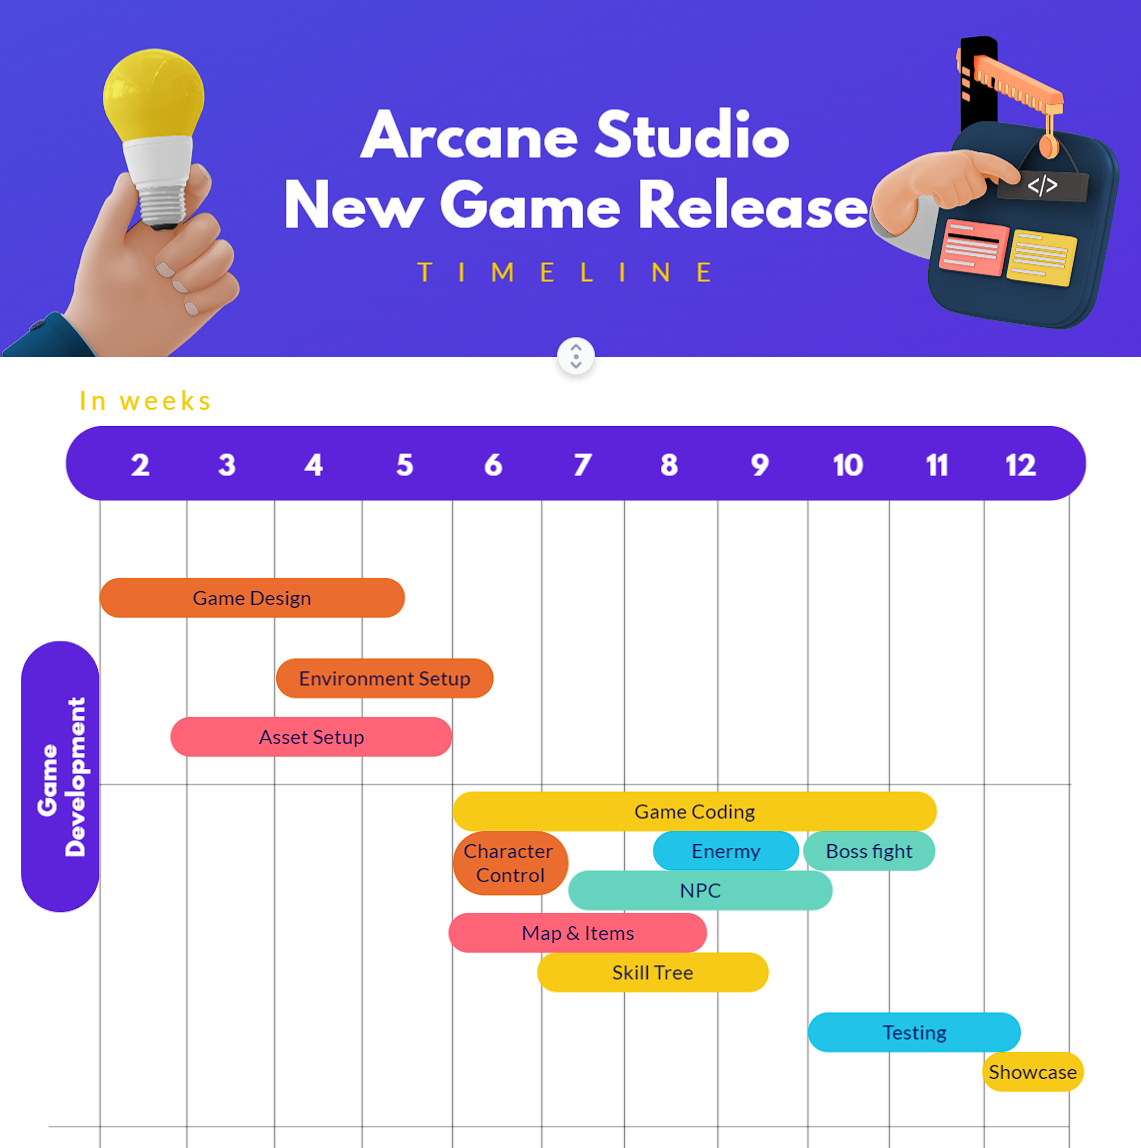 Arcane Studio
New Game Release
TIMELINE
</>
In weeks
2 3 4 5 6 7 8 9 10 11 12
Game Design
Environment Setup
Asset Setup
Game
Development
Game Coding
Character
Control
Enermy
Boss fight
NPC
Map & Items
Skill Tree
Testing
Showcase